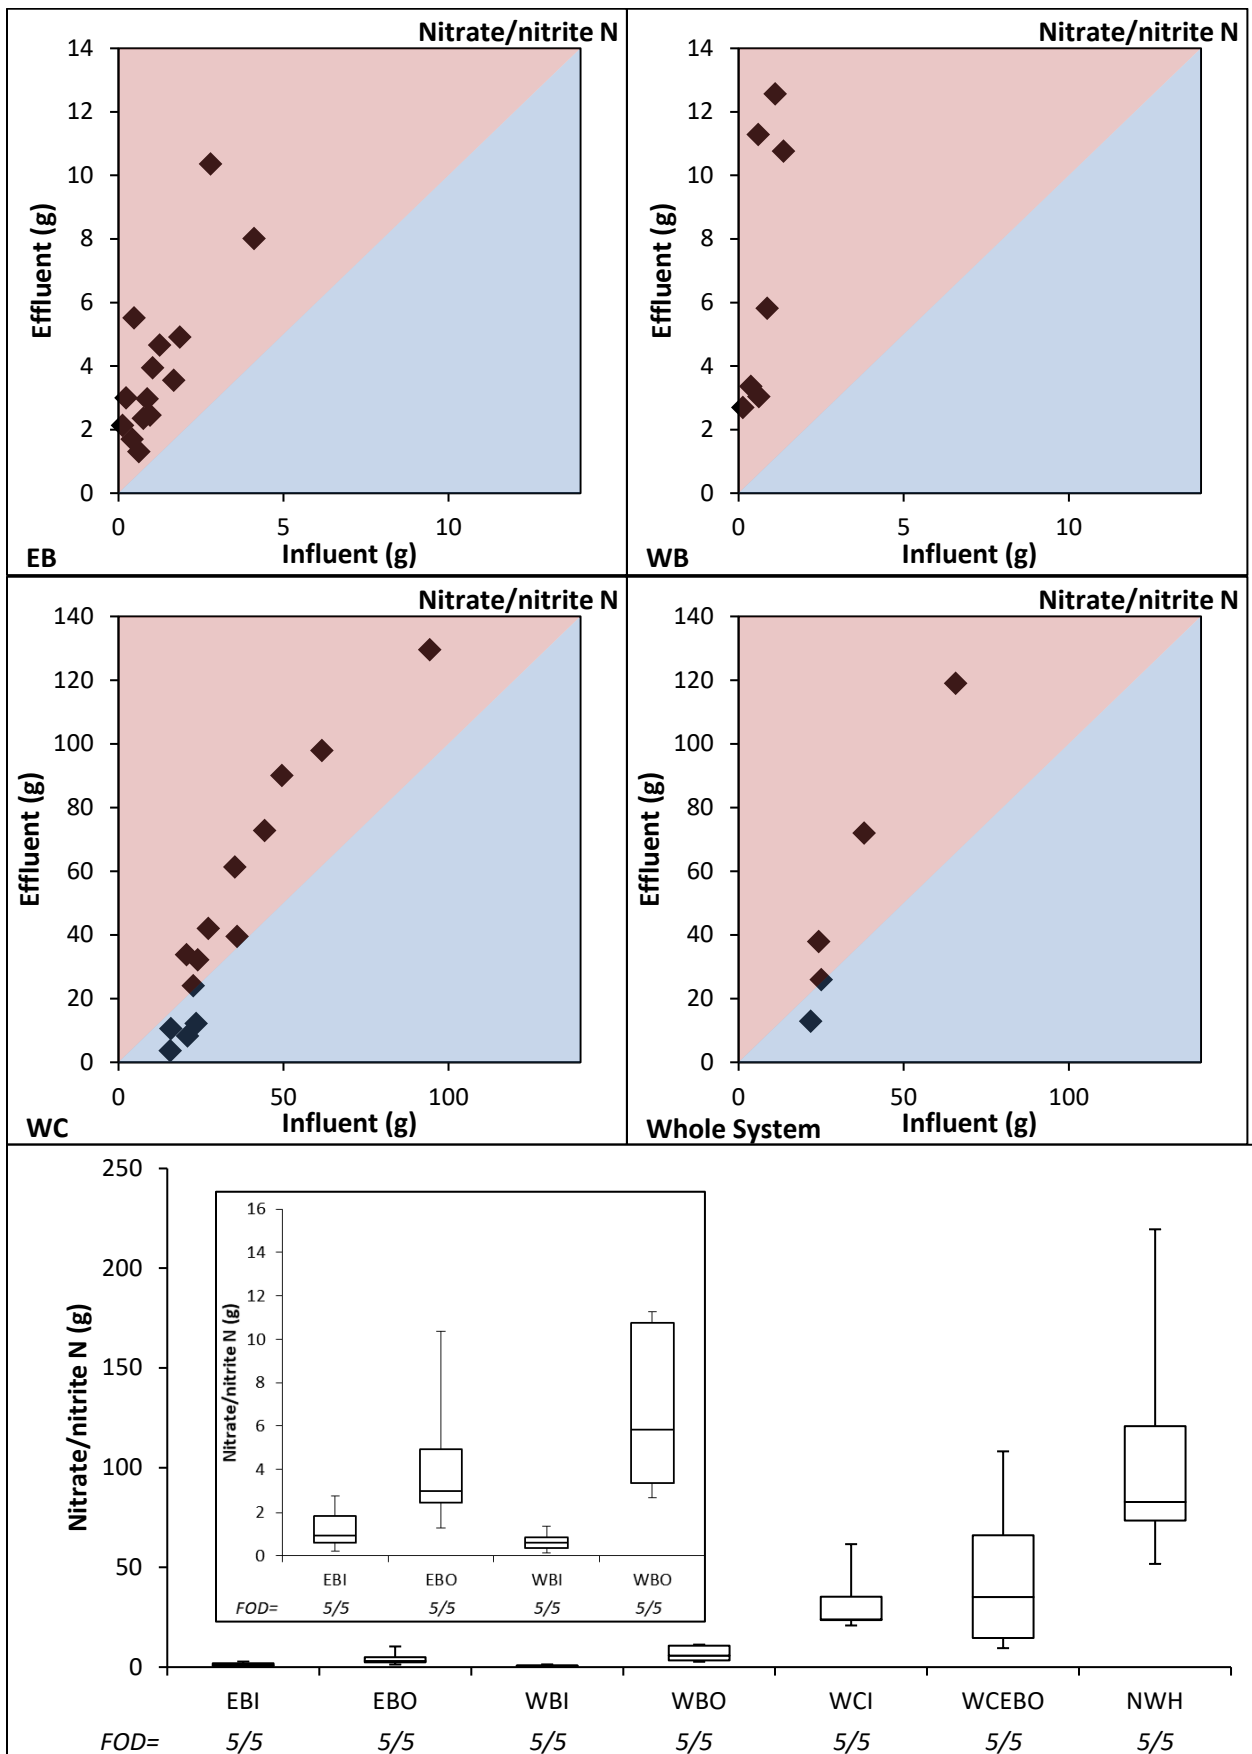 Nitrate/nitrite N
14
12
10
8
6
4
2
0
Effluent (g)
0 5 10
Influent (g)
EB
Nitrate/nitrite N
14
12
10
8
6
4
2
0
Effluent (g)
0 5 10
Influent (g)
WB
Nitrate/nitrite N
140
120
100
80
60
40
20
0
Effluent (g)
0 50 100
Influent (g)
WC
Nitrate/nitrite N
140
120
100
80
60
40
20
0
Effluent (g)
0 50 100
Influent (g)
Whole System
250
200
150
100
50
0
Nitrate/nitrite N (g)
16
14
12
10
8
6
4
2
0
Nitrate/nitrite N (g)
EBI EBO WBI WBO
FOD= 5/5 5/5 5/5 5/5
EBI EBO WBI WBO WCI WCEBO NWH
FOD= 5/5 5/5 5/5 5/5 5/5 5/5 5/5